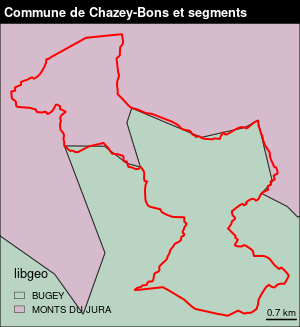 Commune de Chazey-Bons et segments
libgeo
BUGEY
MONTS DU JURA
0.7 km